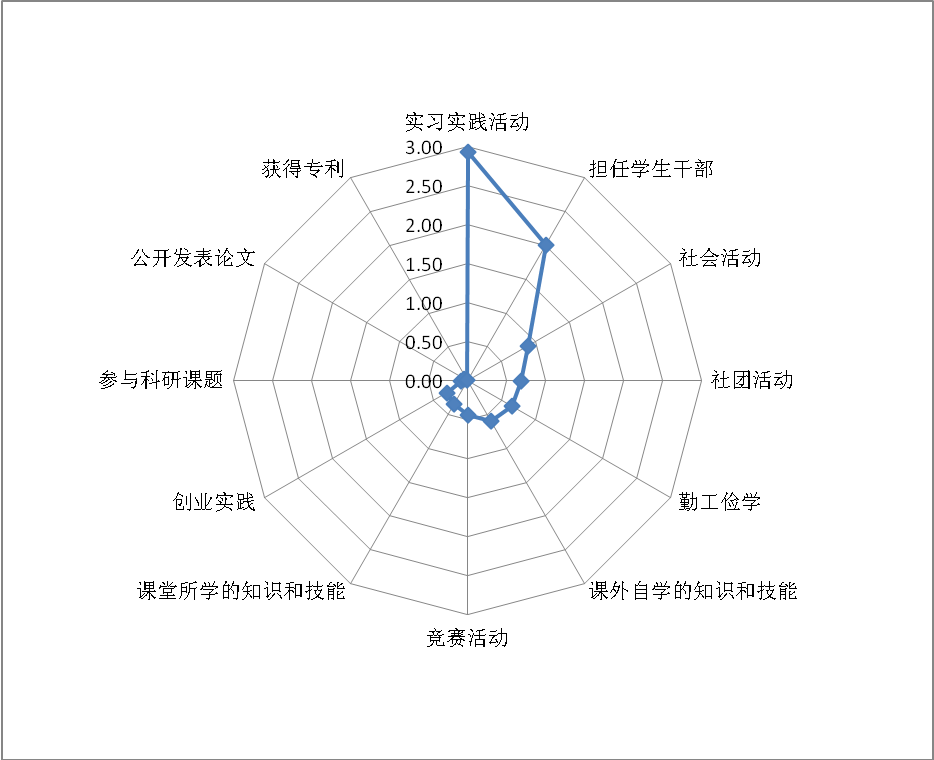 实习实践活动
3.00
获得专利
担任学生干部
2.50
2.00
公开发表论文
社会活动
1.50
1.00
0.50
参与科研课题
0.00
社团活动
创业实践
勤工俭学
课堂所学的知识和技能
课外自学的知识和技能
竞赛活动